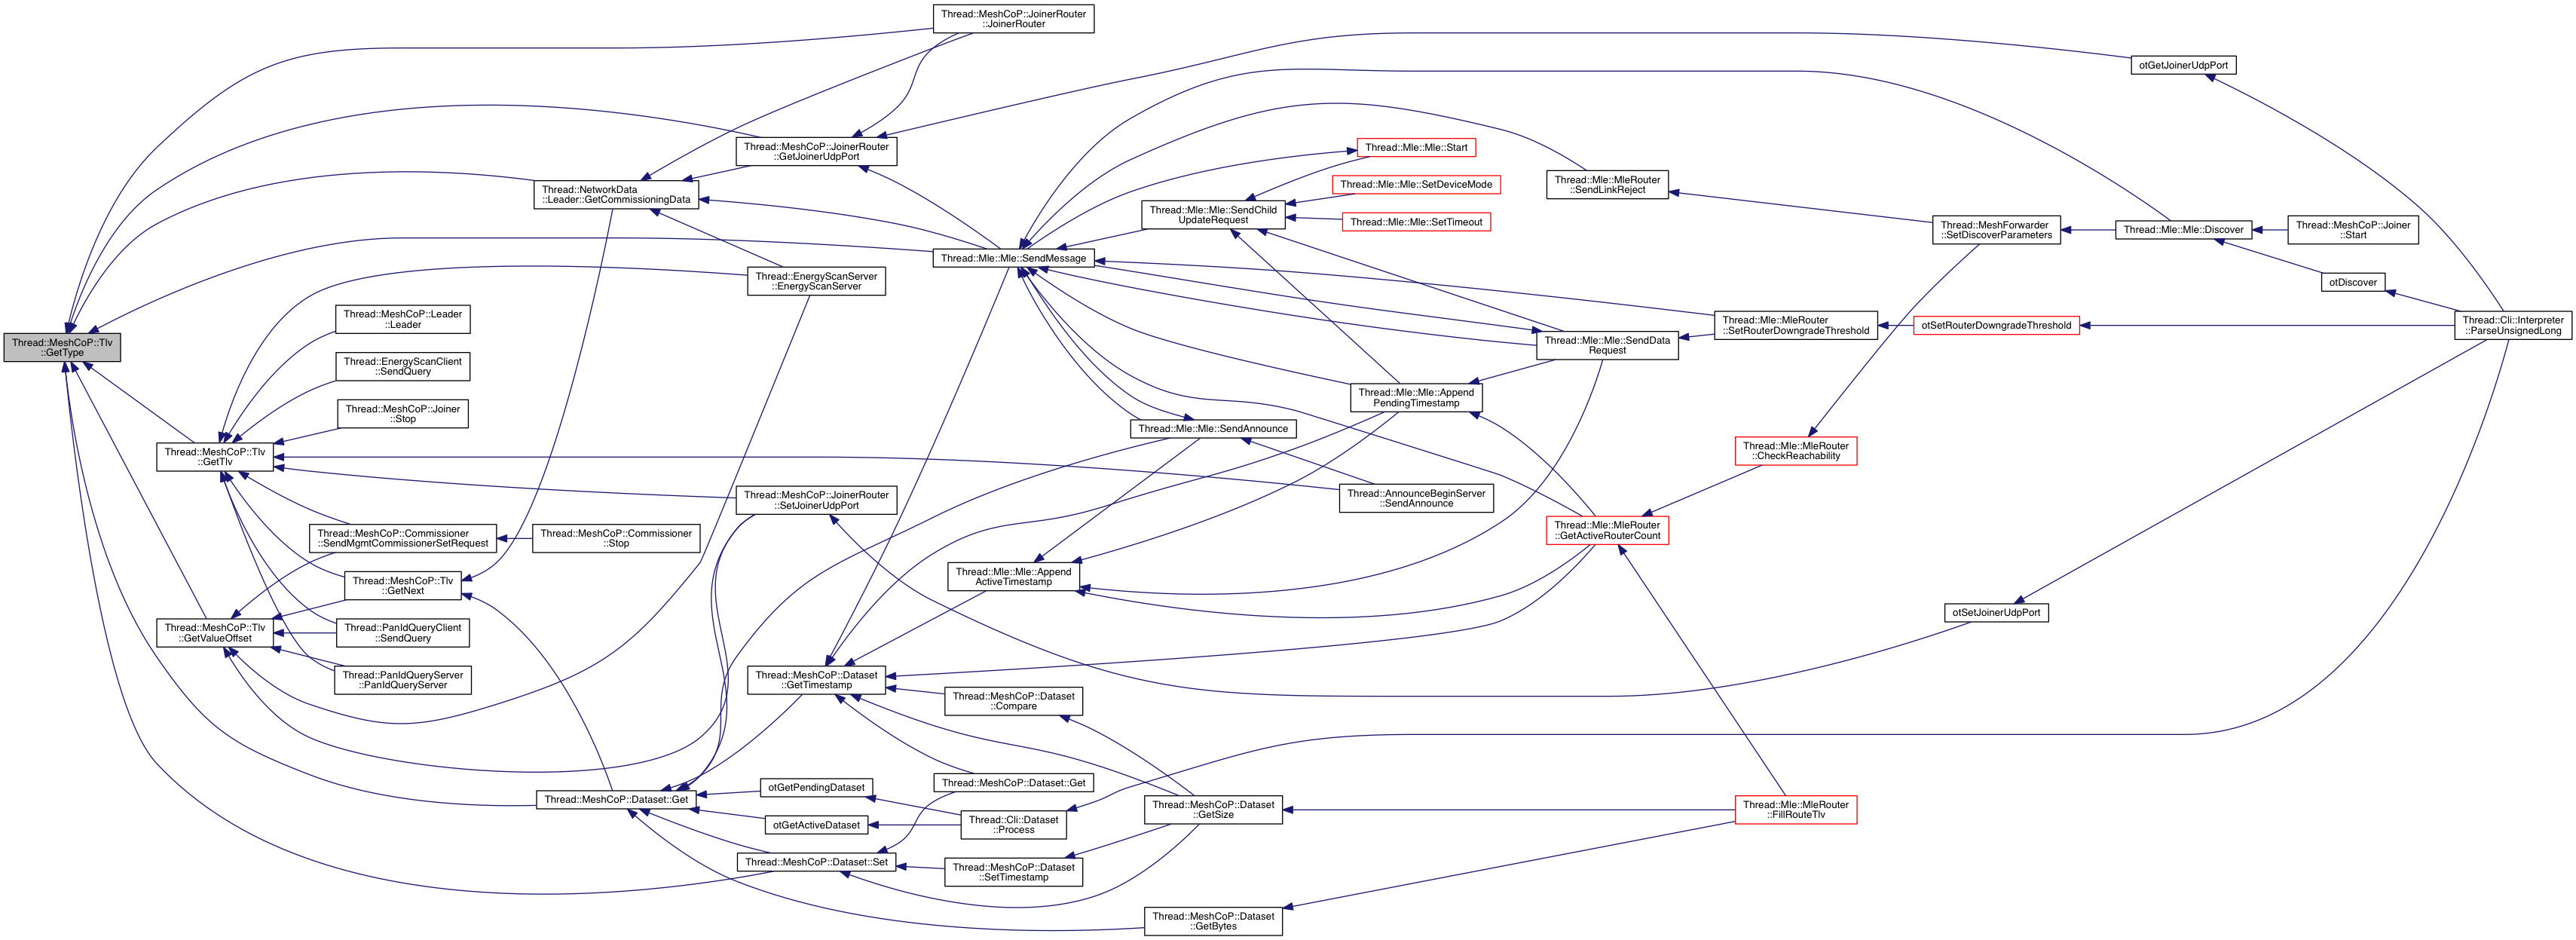 Thread::MeshCoP::Tlv
::GetType
Thread::MeshCoP::JoinerRouter
::JoinerRouter
Thread::MeshCoP::JoinerRouter
::GetJoinerUdpPort
Thread::NetworkData
::Leader::GetCommissioningData
Thread::Mle::Mle::SendMessage
Thread::EnergyScanServer
::EnergyScanServer
Thread::MeshCoP::Leader
::Leader
Thread::EnergyScanClient
::SendQuery
Thread::MeshCoP::Joiner
::Stop
Thread::MeshCoP::Tlv
::GetTlv
Thread::MeshCoP::JoinerRouter
::SetJoinerUdpPort
Thread::MeshCoP::Commissioner
::SendMgmtCommissionerSetRequest
Thread::MeshCoP::Commissioner
::Stop
Thread::MeshCoP::Tlv
::GetNext
Thread::MeshCoP::Tlv
::GetValueOffset
Thread::PanIdQueryClient
::SendQuery
Thread::PanIdQueryServer
::PanIdQueryServer
Thread::MeshCoP::Dataset
::GetTimestamp
Thread::MeshCoP::Dataset::Get
otGetPendingDataset
otGetActiveDataset
Thread::MeshCoP::Dataset::Set
Thread::Mle::Mle::Append
ActiveTimestamp
Thread::MeshCoP::Dataset
::Compare
Thread::MeshCoP::Dataset::Get
Thread::Cli::Dataset
::Process
Thread::MeshCoP::Dataset
::SetTimestamp
Thread::Mle::Mle::SendChild
UpdateRequest
Thread::Mle::Mle::SendAnnounce
Thread::MeshCoP::Dataset
::GetSize
Thread::MeshCoP::Dataset
::GetBytes
Thread::Mle::Mle::Start
Thread::Mle::Mle::SetDeviceMode
Thread::Mle::Mle::SetTimeout
Thread::Mle::Mle::Append
PendingTimestamp
Thread::AnnounceBeginServer
::SendAnnounce
Thread::Mle::MleRouter
::SendLinkReject
Thread::Mle::Mle::SendData
Request
Thread::Mle::MleRouter
::GetActiveRouterCount
Thread::Mle::MleRouter
::SetRouterDowngradeThreshold
Thread::Mle::MleRouter
::CheckReachability
Thread::Mle::MleRouter
::FillRouteTlv
Thread::MeshForwarder
::SetDiscoverParameters
otSetRouterDowngradeThreshold
otSetJoinerUdpPort
otGetJoinerUdpPort
Thread::Mle::Mle::Discover
Thread::MeshCoP::Joiner
::Start
otDiscover
Thread::Cli::Interpreter
::ParseUnsignedLong